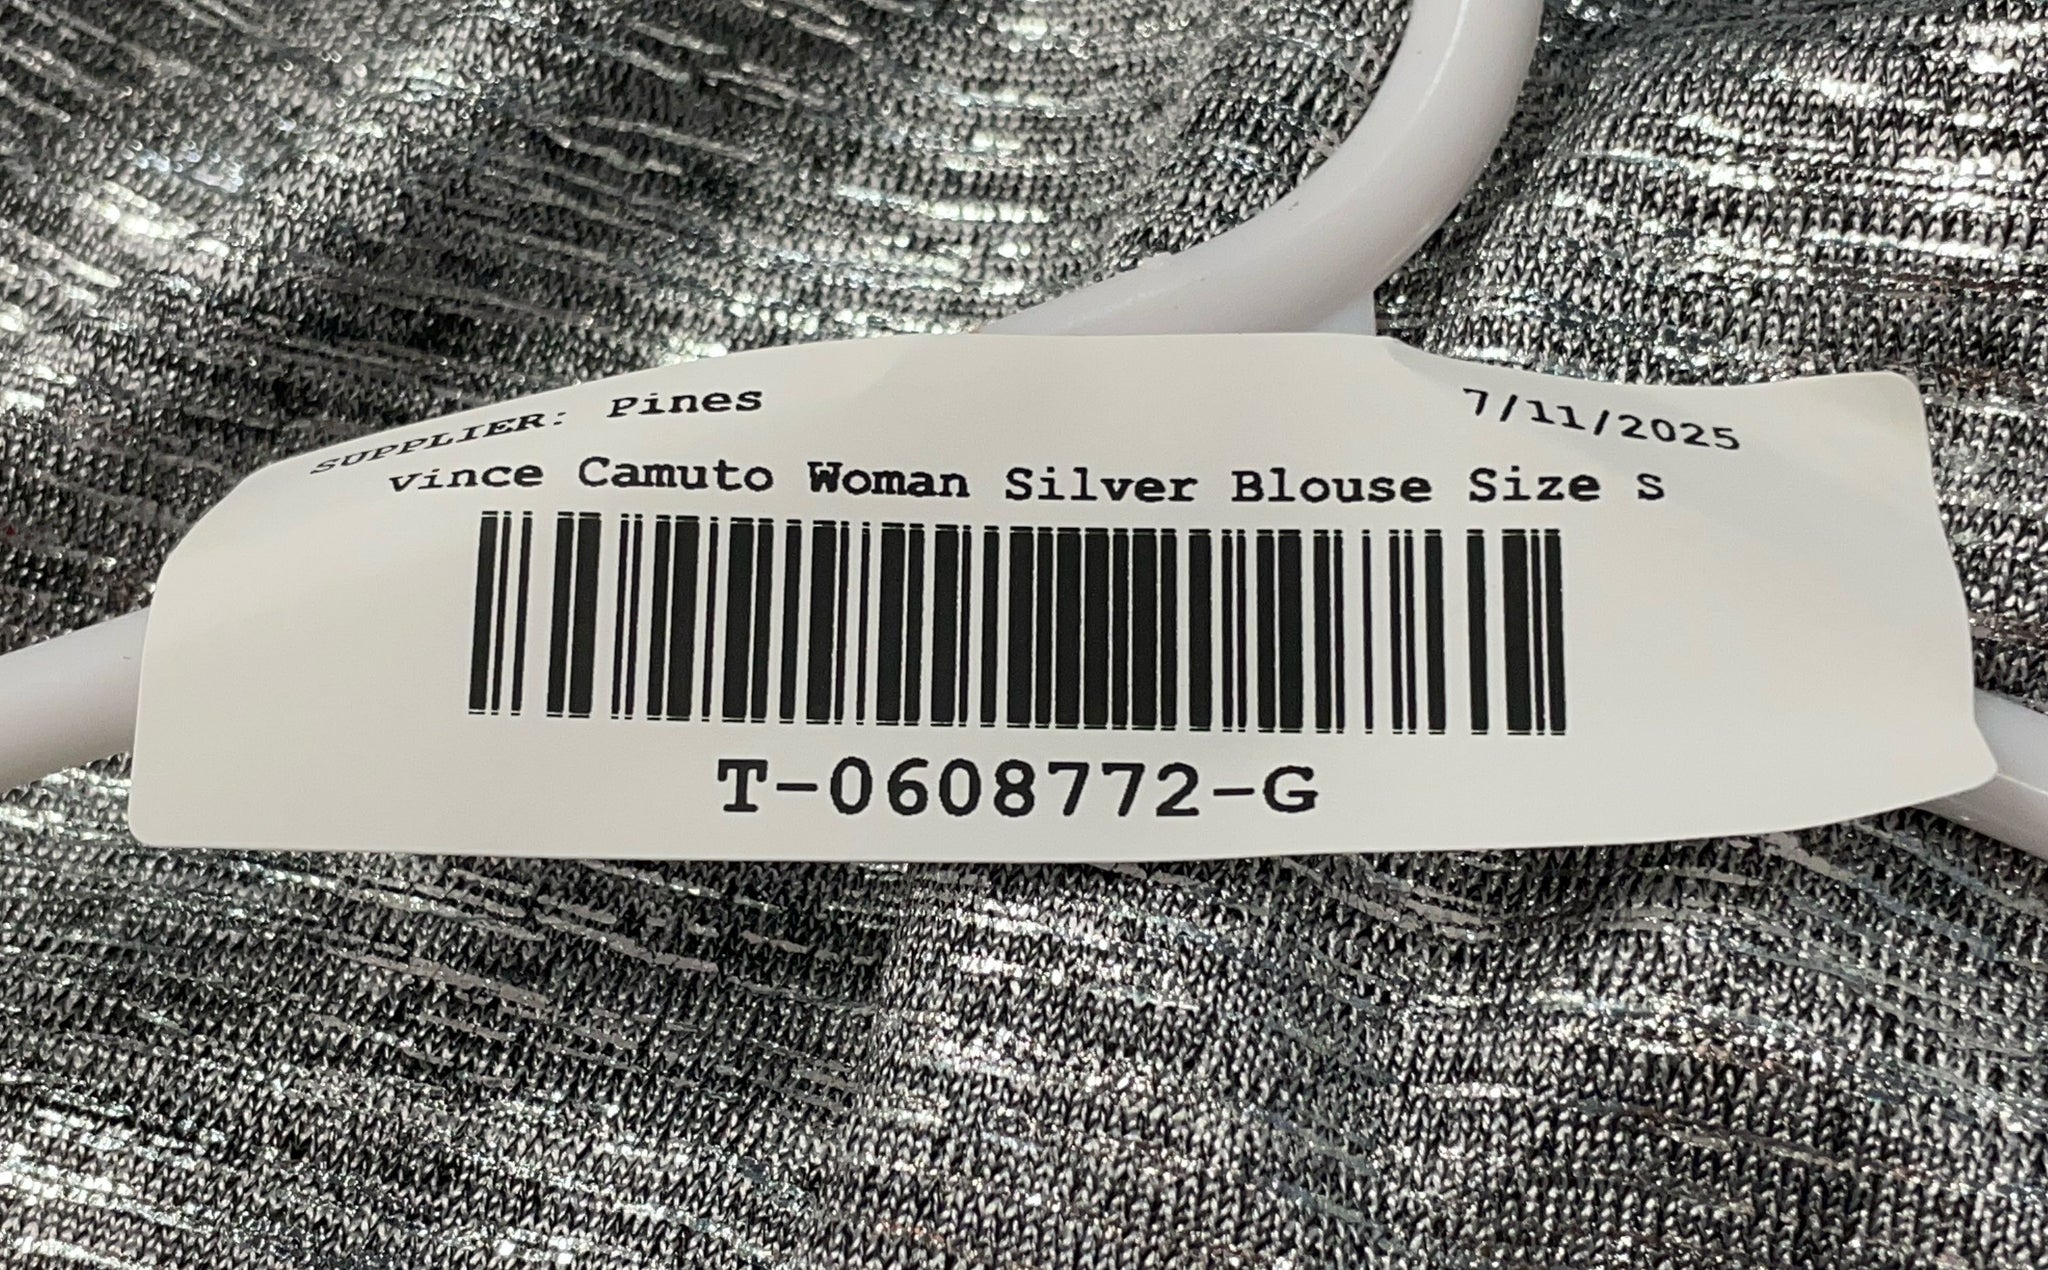 SUPPLIER: Pines 7/11/2025
Vince Camuto Woman Silver Blouse Size S
T-0608772-G